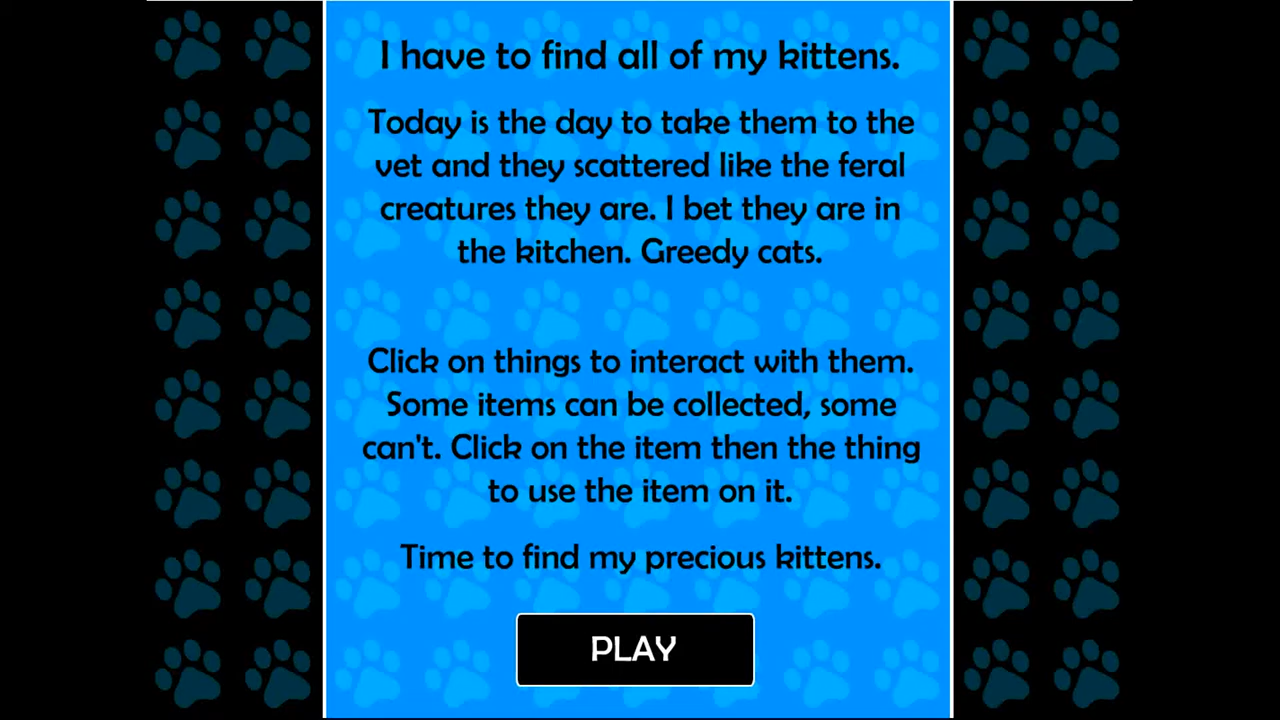 I have to find all of my kittens.
Today is the day to take them to the
vet and they scattered like the feral
creatures they are. I bet they are in
the kitchen. Greedy cats.
Click on things to interact with them.
Some items can be collected, some
can't. Click on the item then the thing
to use the item on it.
Time to find my precious kittens.
PLAY